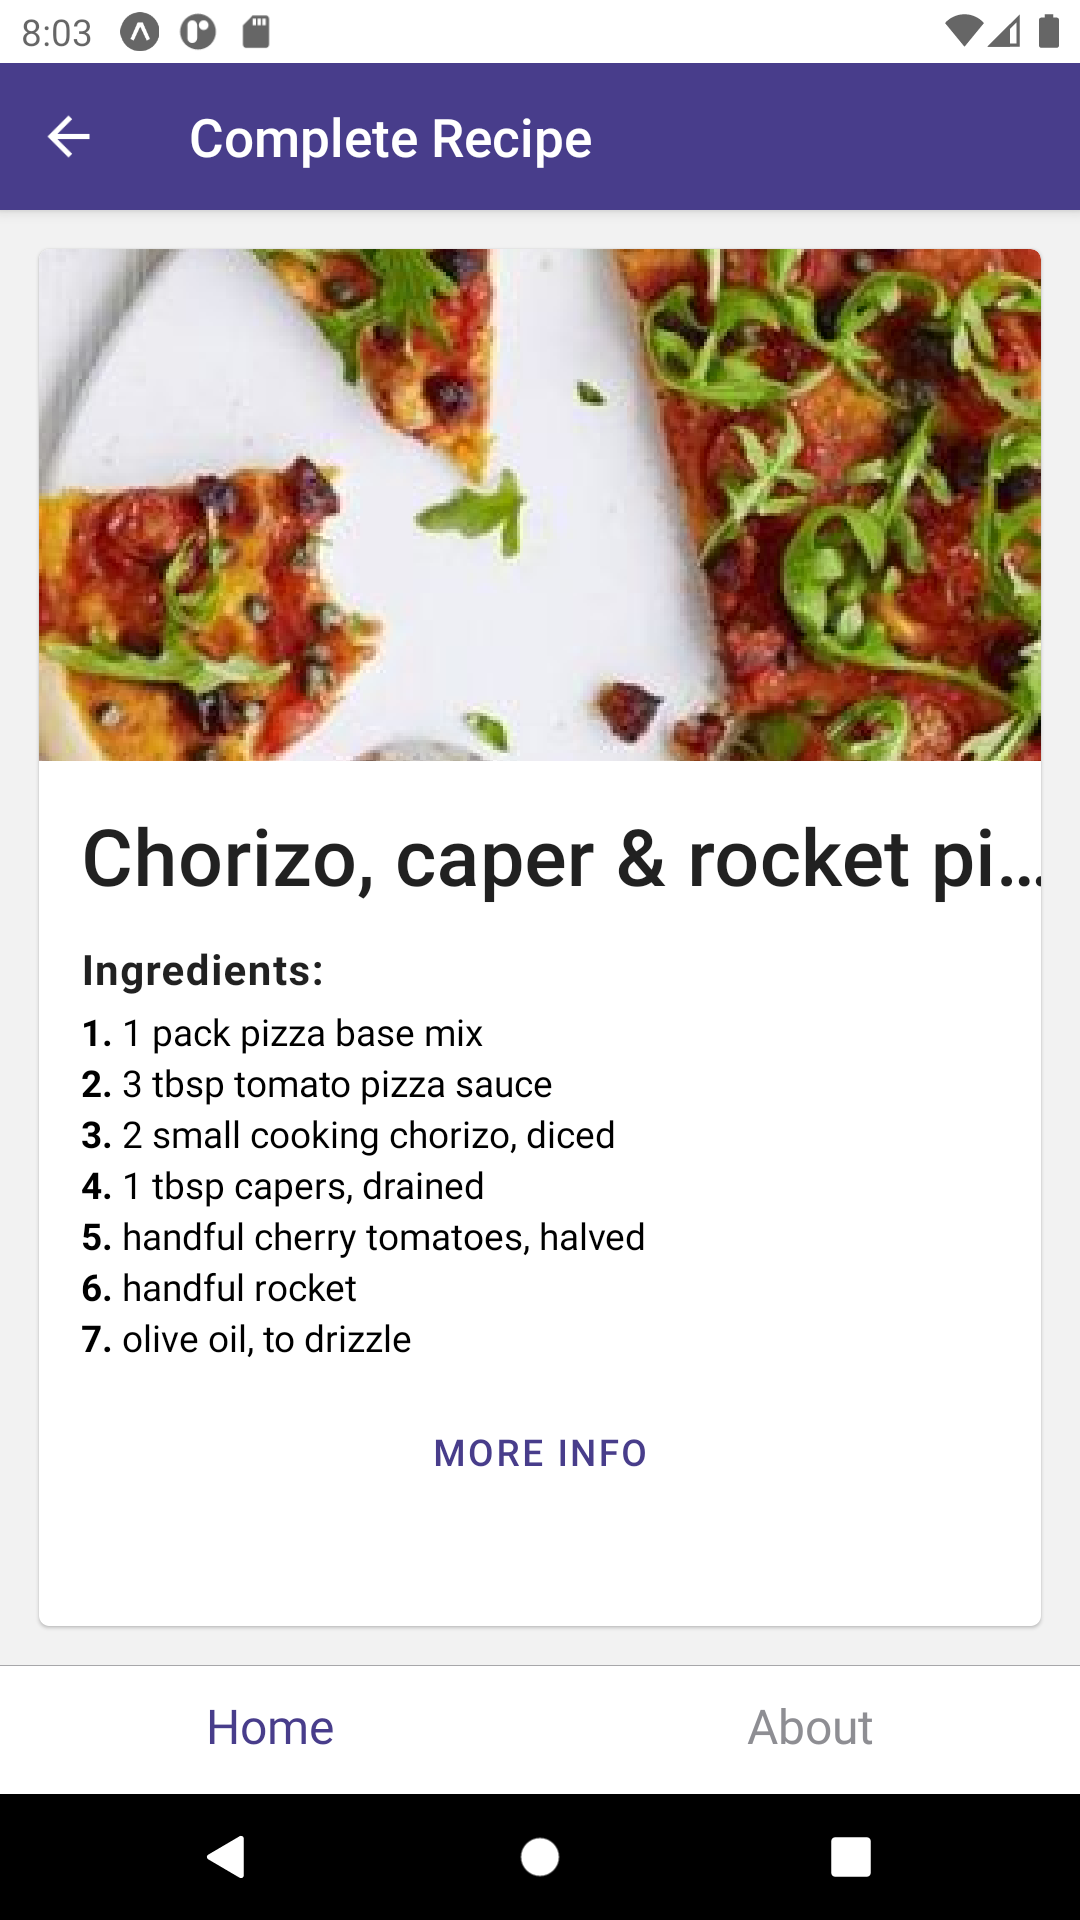 8:03
Complete Recipe
Chorizo, caper & rocket pi...
Ingredients:
1. 1 pack pizza base mix
2. 3 tbsp tomato pizza sauce
3. 2 small cooking chorizo, diced
4. 1 tbsp capers, drained
5. handful cherry tomatoes, halved
6. handful rocket
7. olive oil, to drizzle
MORE INFO
Home About